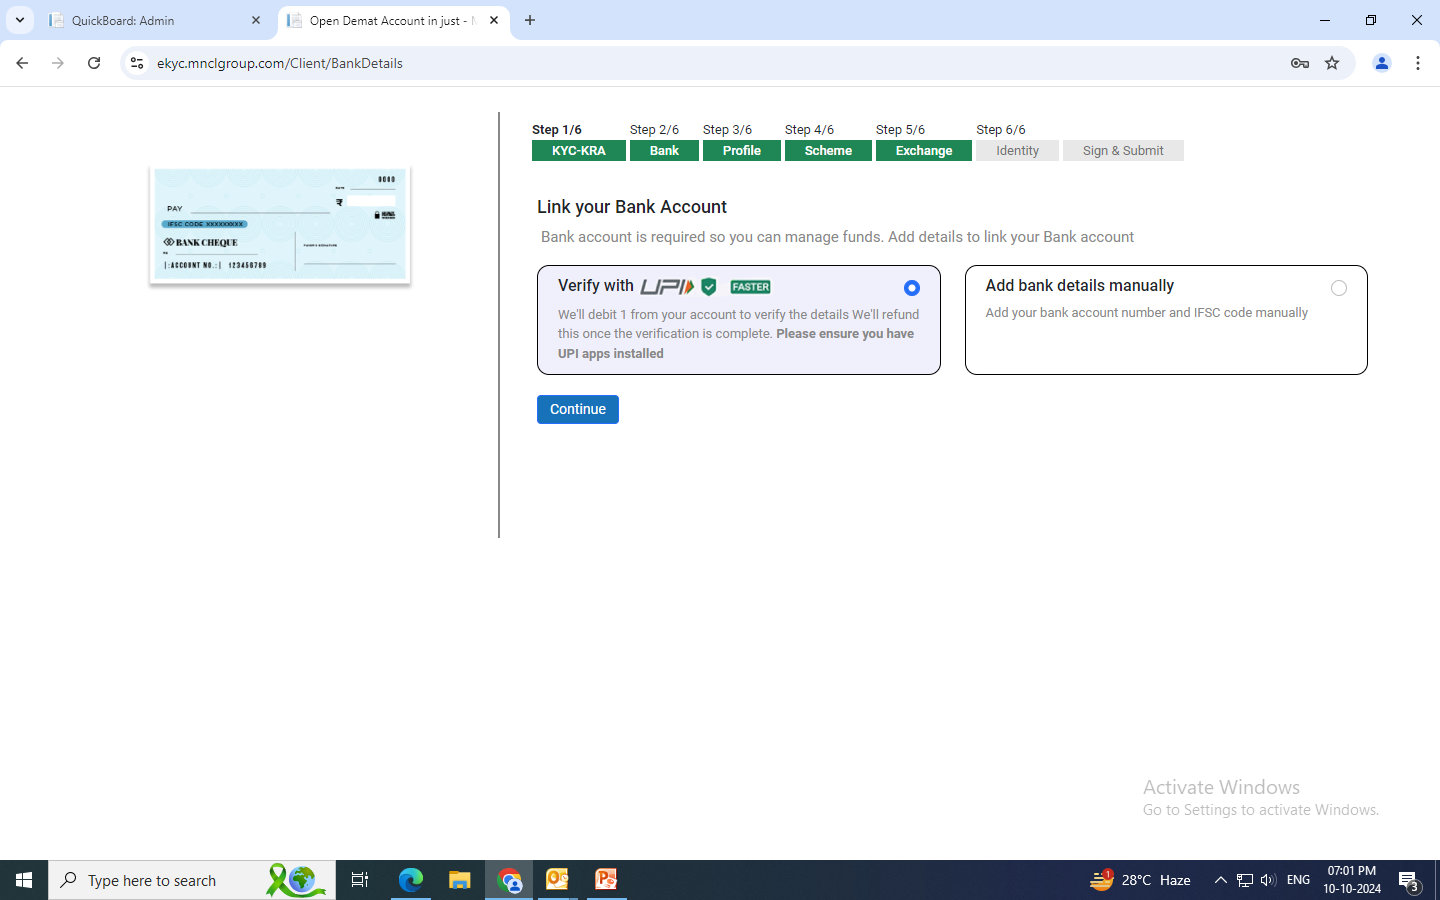 QuickBoard: Admin
Open Demat Account in just -
ekyc.mnclgroup.com/Client/BankDetails
Step 1/6 Step 2/6 Step 3/6 Step 4/6 Step 5/6 Step 6/6
KYC-KRA Bank Profile Scheme Exchange Identity Sign & Submit
0000
DATE
₹
PAY
IFSC CODE XXXXXXXXX
BANK CHEQUE
|:ACCOUNT NO.:| 123456789
Link your Bank Account
Bank account is required so you can manage funds. Add details to link your Bank account
Verify with UPI FASTER
We'll debit 1 from your account to verify the details We'll refund
this once the verification is complete. Please ensure you have
UPI apps installed
Add bank details manually
Add your bank account number and IFSC code manually
Continue
Activate Windows
Go to Settings to activate Windows.
Type here to search
1
28°C Haze
ENG
07:01 PM
10-10-2024
3